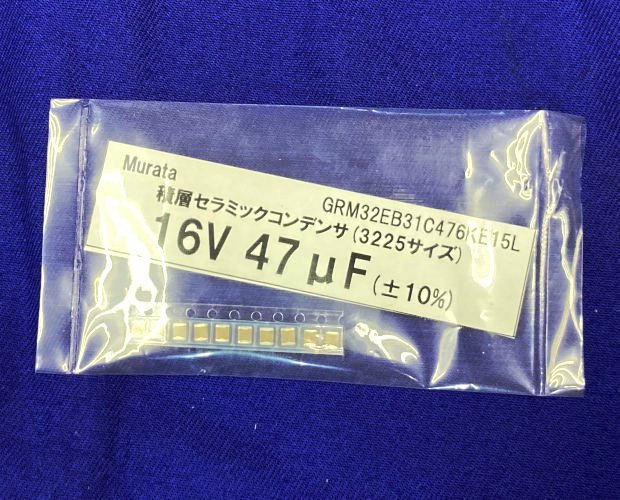 Murata
GRM32EB31C476KE15L
積層セラミックコンデンサ(3225サイズ)
16V 47μF(±10%)